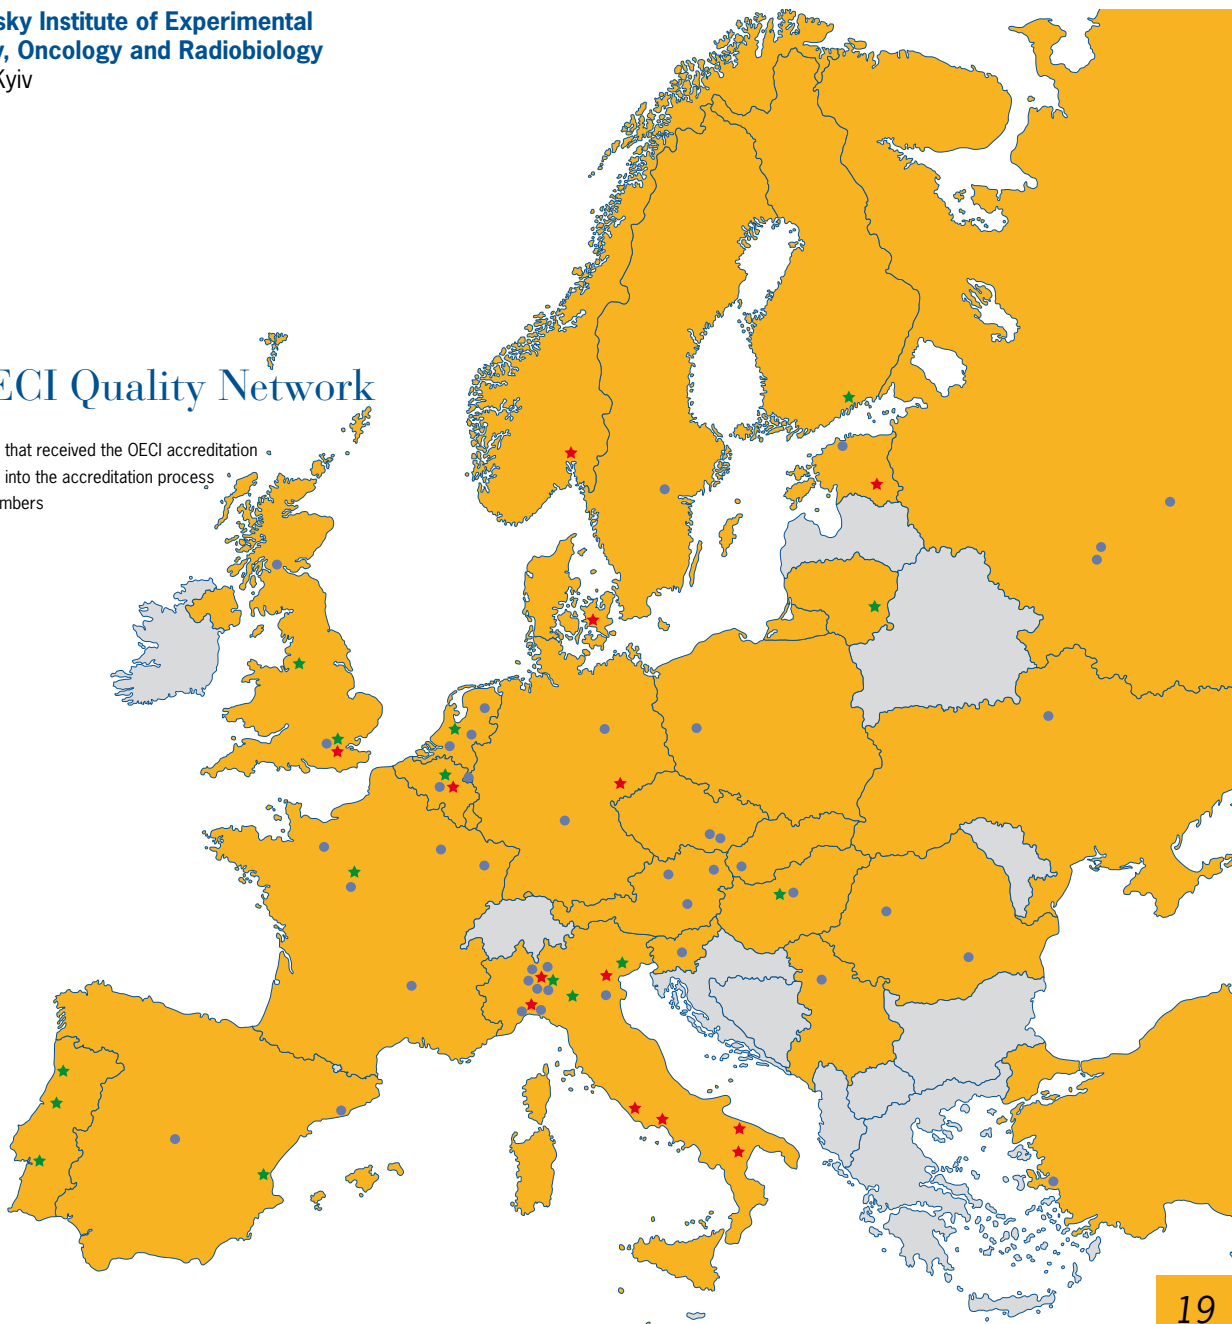 sky Institute of Experimental
y, Oncology and Radiobiology
Kyiv
ECI Quality Network
that received the OECI accreditation
into the accreditation process
mbers
19